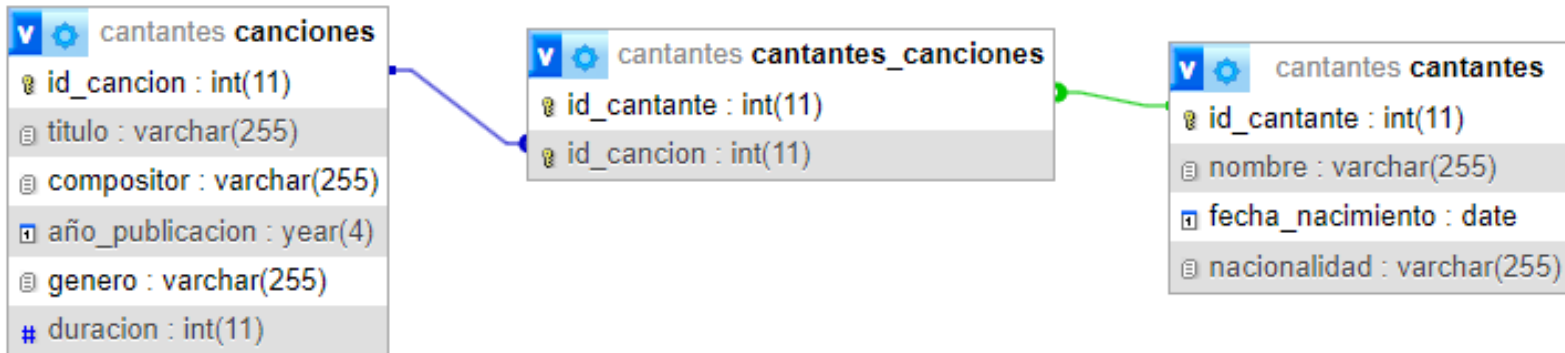 cantantes canciones
id_cancion : int(11)
titulo : varchar(255)
compositor : varchar(255)
año_publicacion : year(4)
genero : varchar(255)
# duracion : int(11)
cantantes cantantes_canciones
id_cantante : int(11)
id_cancion : int(11)
cantantes cantantes
id_cantante : int(11)
nombre : varchar(255)
fecha_nacimiento : date
nacionalidad : varchar(255)